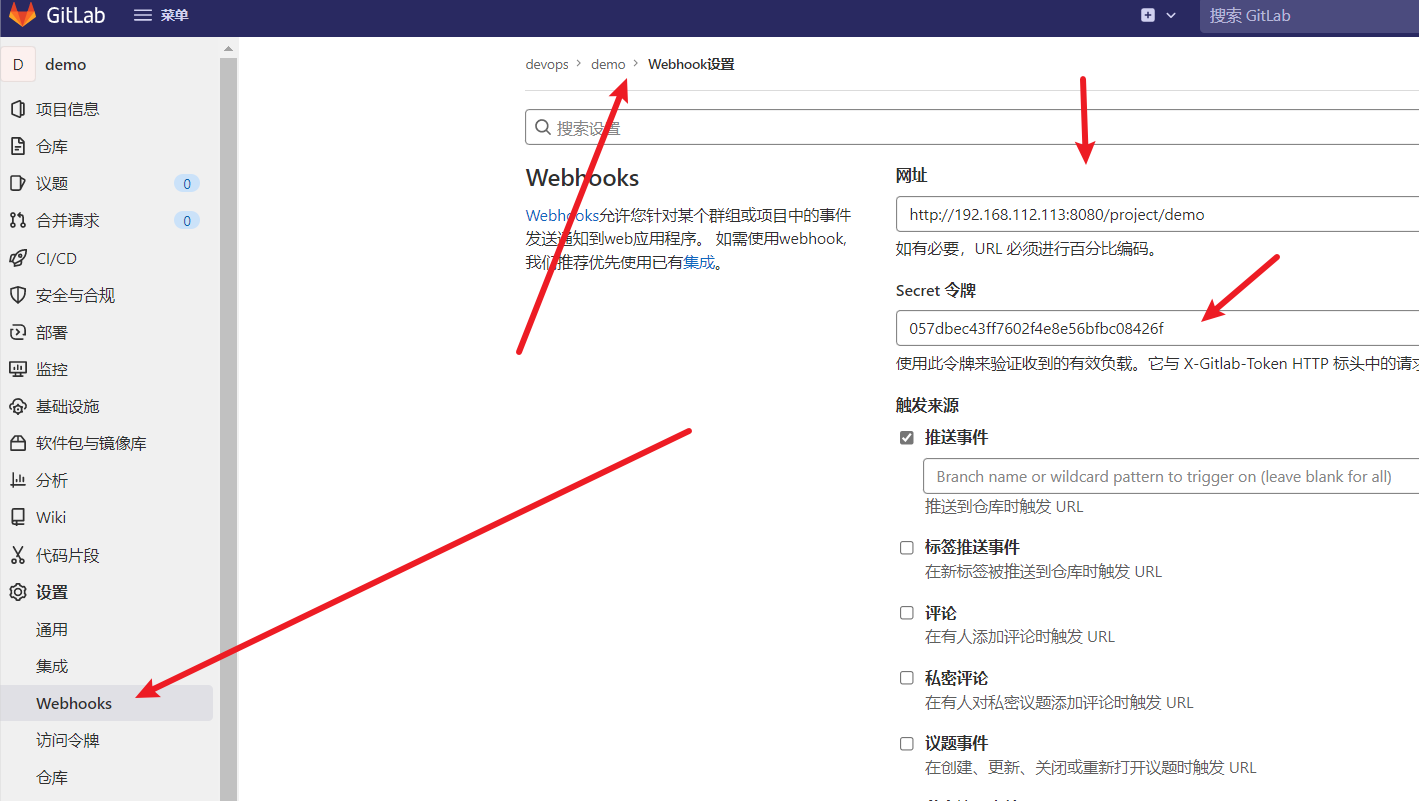 GitLab
菜单
搜索 GitLab
D
demo
项目信息
仓库
议题
0
合并请求
0
CI/CD
安全与合规
部署
监控
基础设施
软件包与镜像库
分析
Wiki
代码片段
设置
通用
集成
Webhooks
访问令牌
仓库
devops > demo > Webhook设置
搜索设置
Webhooks
Webhooks允许您针对某个群组或项目中的事件
发送通知到web应用程序。 如需使用webhook,
我们推荐优先使用已有集成。
网址
http://192.168.112.113:8080/project/demo
如有必要，URL 必须进行百分比编码。
Secret 令牌
057dbec43ff7602f4e8e56bfbc08426f
使用此令牌来验证收到的有效负载。它与 X-Gitlab-Token HTTP 标头中的请求
触发来源
推送事件
Branch name or wildcard pattern to trigger on (leave blank for all)
推送到仓库时触发 URL
标签推送事件
在新标签被推送到仓库时触发 URL
评论
在有人添加评论时触发 URL
私密评论
在有人对私密议题添加评论时触发 URL
议题事件
在创建、更新、关闭或重新打开议题时触发 URL